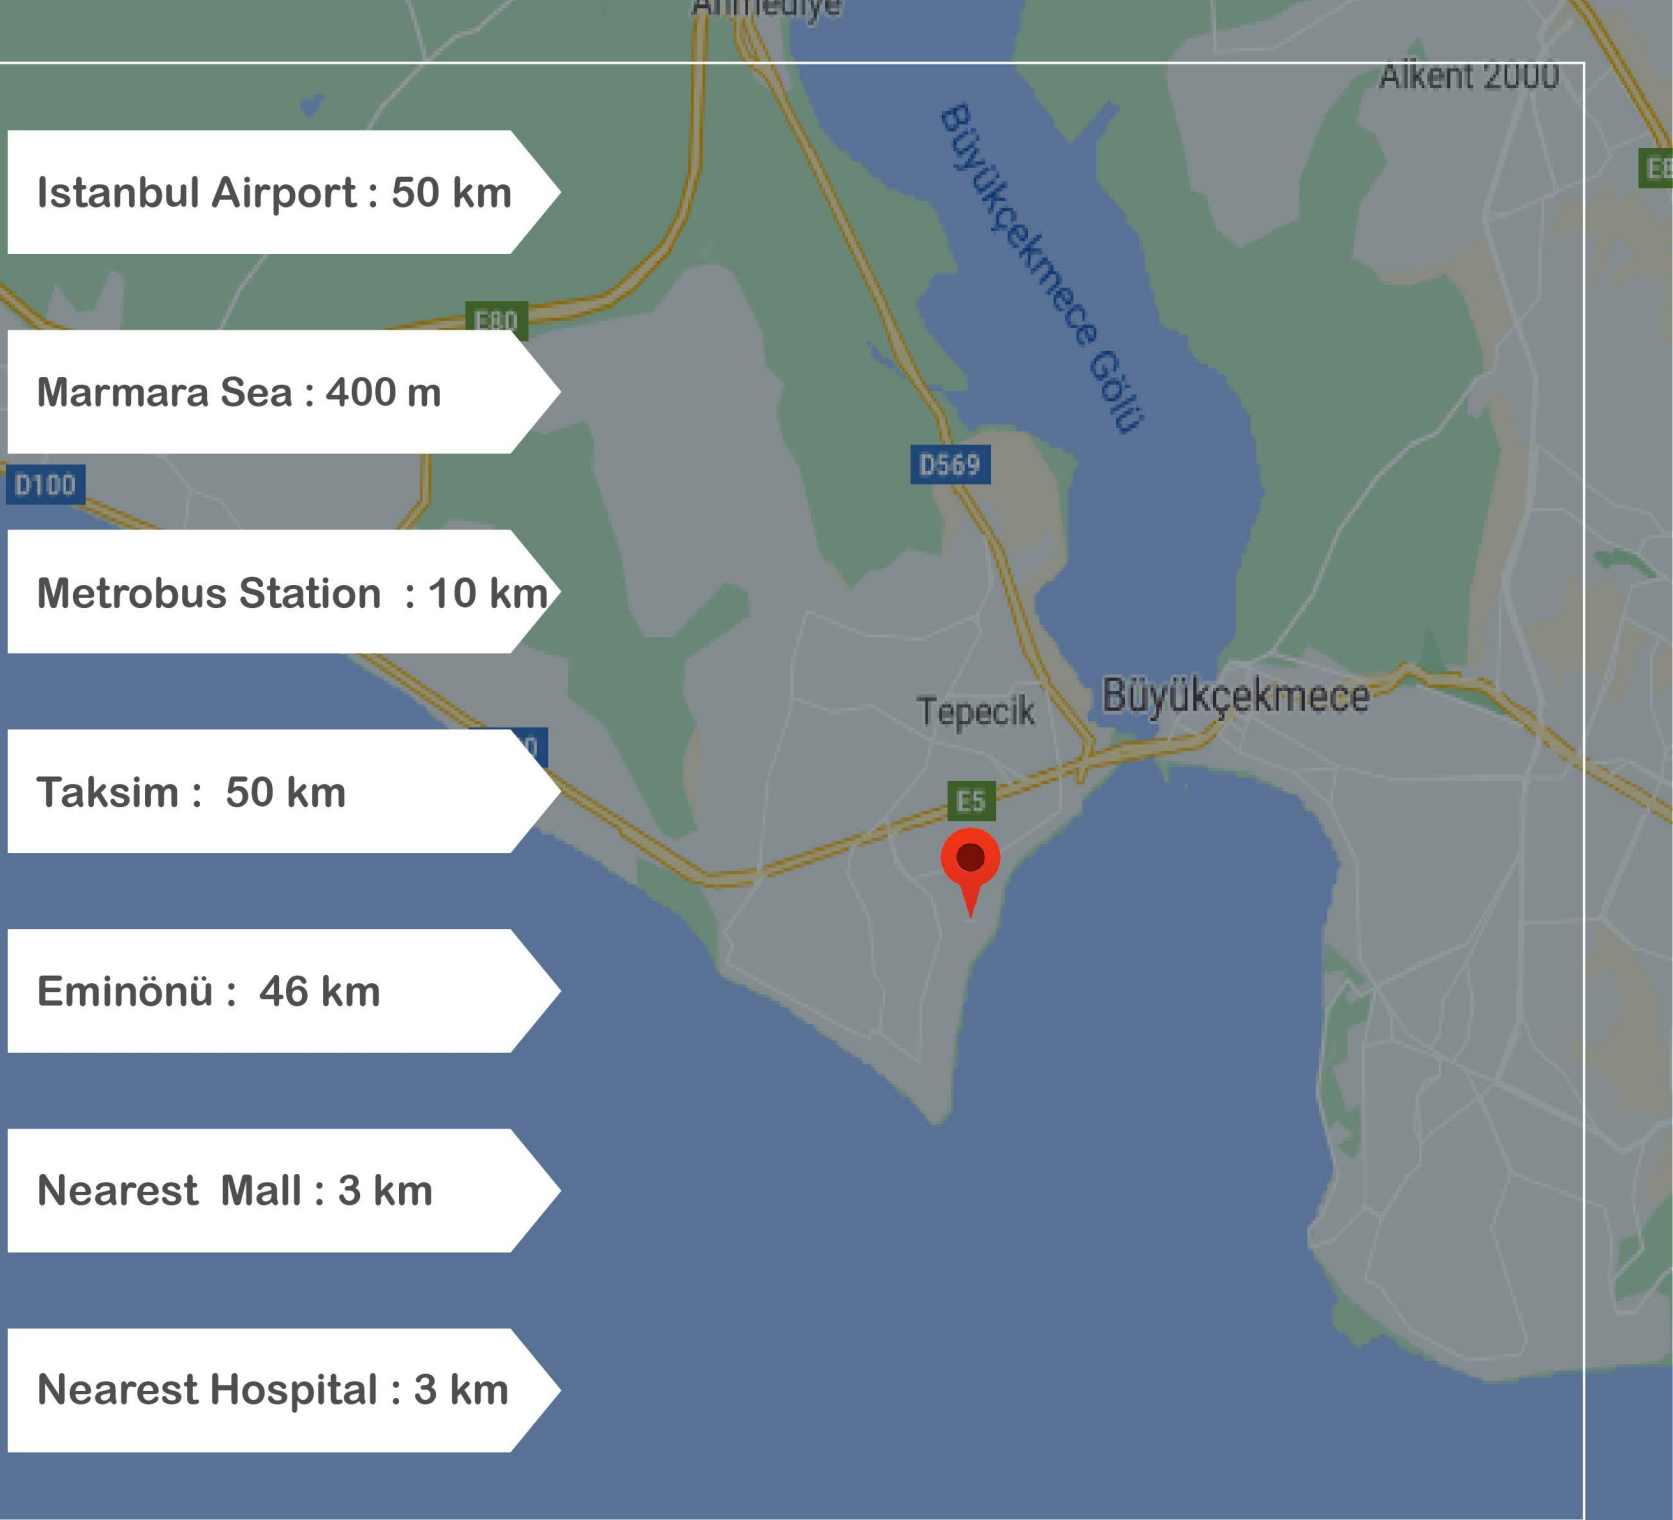 Ahmediye
Alkent 2000
Büyükçekmece Gölü
Istanbul Airport : 50 km
E80
Marmara Sea : 400 m
D100
D569
Metrobus Station : 10 km
Tepecik
Büyükçekmece
Taksim : 50 km
E5
Eminönü : 46 km
Nearest Mall : 3 km
Nearest Hospital : 3 km